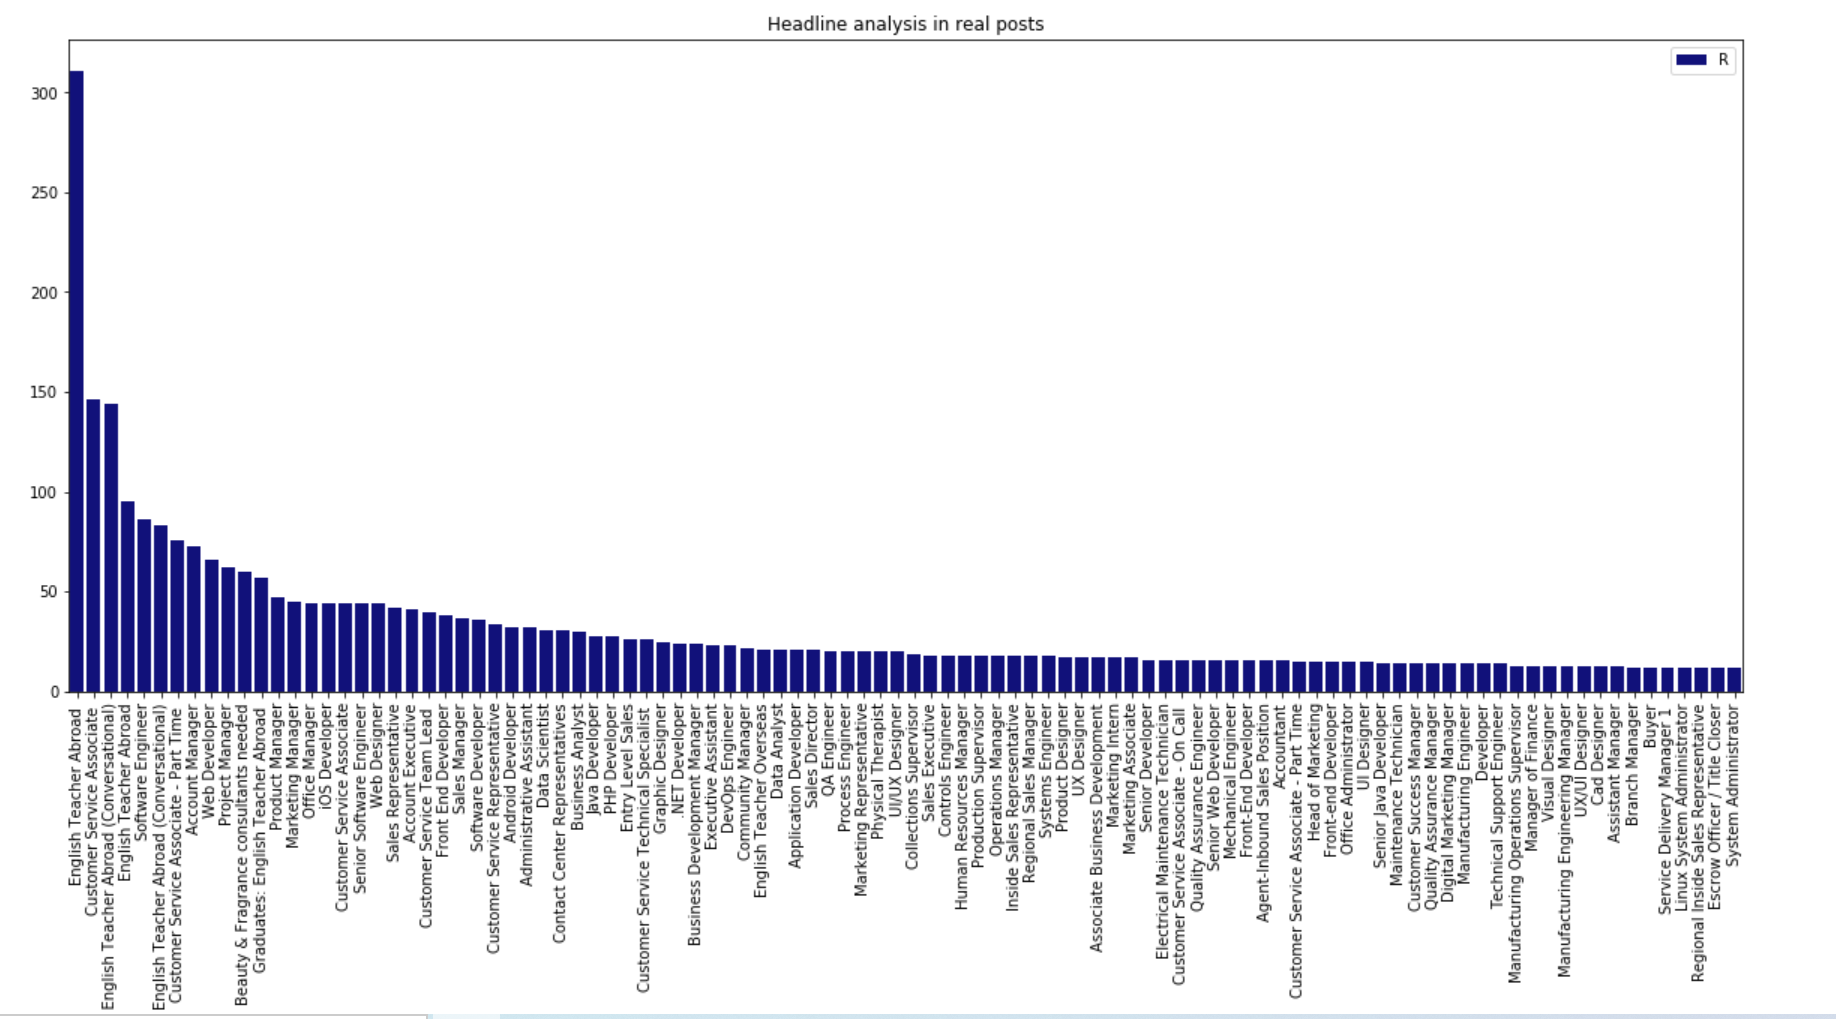 Headline analysis in real posts
R
300
250
200
150
100
50
0
English Teacher Abroad
Customer Service Associate
English Teacher Abroad (Conversational)
English Teacher Abroad
Software Engineer
English Teacher Abroad (Conversational)
Customer Service Associate - Part Time
Account Manager
Web Developer
Project Manager
Beauty & Fragrance consultants needed
Graduates: English Teacher Abroad
Product Manager
Marketing Manager
Office Manager
iOS Developer
Customer Service Associate
Senior Software Engineer
Web Designer
Sales Representative
Account Executive
Customer Service Team Lead
Front End Developer
Sales Manager
Software Developer
Customer Service Representative
Android Developer
Administrative Assistant
Data Scientist
Contact Center Representatives
Business Analyst
Java Developer
PHP Developer
Entry Level Sales
Customer Service Technical Specialist
Graphic Designer
.NET Developer
Business Development Manager
Executive Assistant
DevOps Engineer
Community Manager
English Teacher Overseas
Data Analyst
Application Developer
Sales Director
QA Engineer
Process Engineer
Marketing Representative
Physical Therapist
UI/UX Designer
Collections Supervisor
Sales Executive
Controls Engineer
Human Resources Manager
Production Supervisor
Operations Manager
Inside Sales Representative
Regional Sales Manager
Systems Engineer
Product Designer
UX Designer
Associate Business Development
Marketing Intern
Marketing Associate
Senior Developer
Electrical Maintenance Technician
Customer Service Associate - On Call
Quality Assurance Engineer
Senior Web Developer
Mechanical Engineer
Front-End Developer
Agent-Inbound Sales Position
Accountant
Customer Service Associate - Part Time
Head of Marketing
Front-end Developer
Office Administrator
UI Designer
Senior Java Developer
Maintenance Technician
Customer Success Manager
Quality Assurance Manager
Digital Marketing Manager
Manufacturing Engineer
Developer
Technical Support Engineer
Manufacturing Operations Supervisor
Manager of Finance
Visual Designer
Manufacturing Engineering Manager
UX/UI Designer
Cad Designer
Assistant Manager
Branch Manager
Buyer
Service Delivery Manager 1
Linux System Administrator
Regional Inside Sales Representative
Escrow Officer / Title Closer
System Administrator